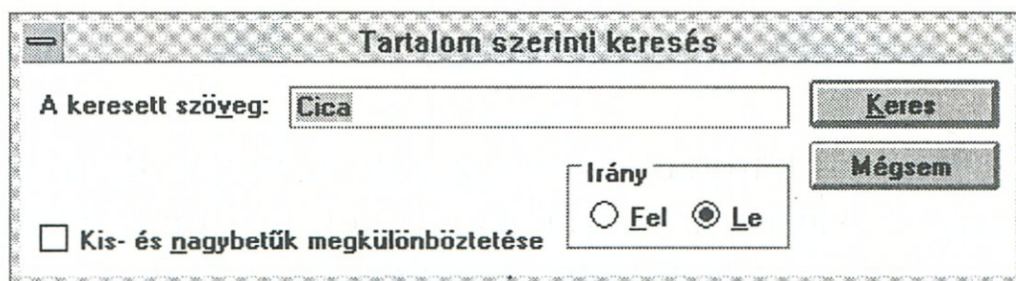 Tartalom szerinti keresés
A keresett szöveg: Cica
Keres
Mégsem
Irány
Fel Le
Kis- és nagybetűk megkülönböztetése